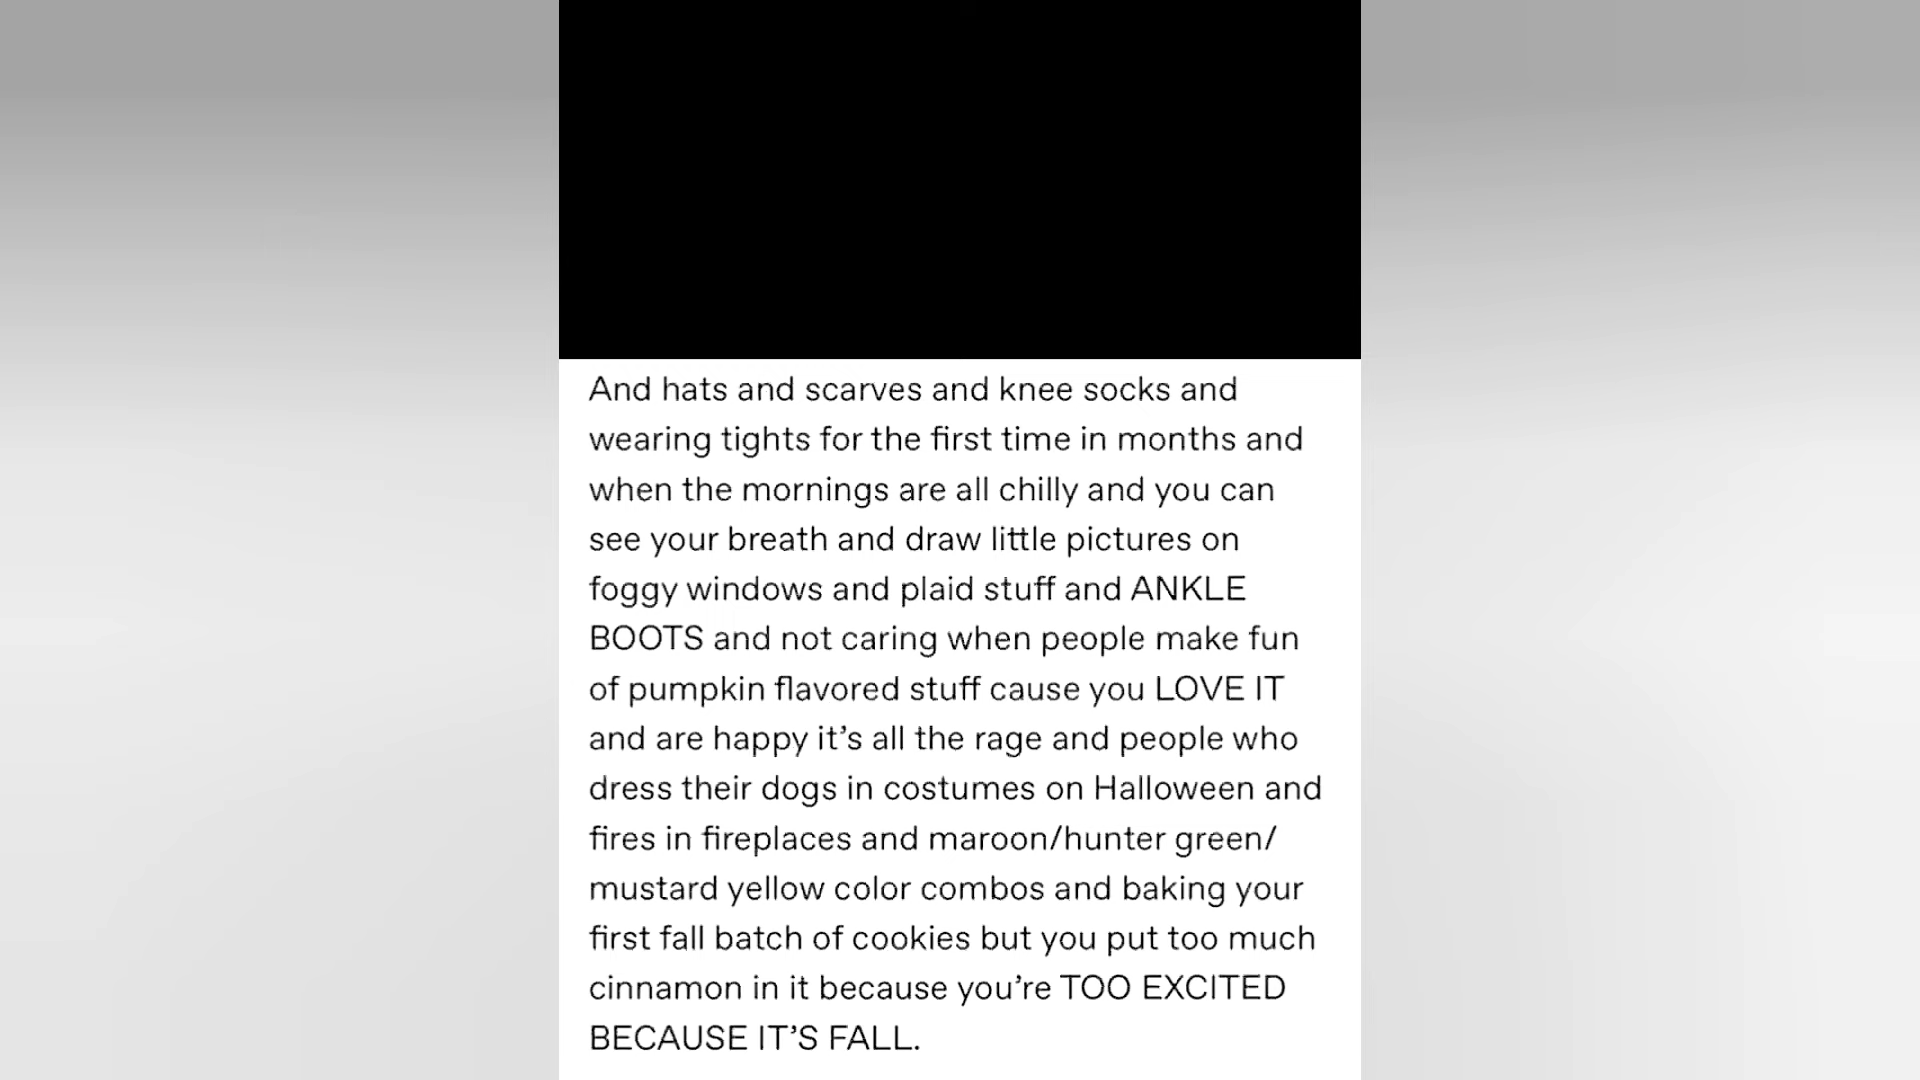 And hats and scarves and knee socks and
wearing tights for the first time in months and
when the mornings are all chilly and you can
see your breath and draw little pictures on
foggy windows and plaid stuff and ANKLE
BOOTS and not caring when people make fun
of pumpkin flavored stuff cause you LOVE IT
and are happy it’s all the rage and people who
dress their dogs in costumes on Halloween and
fires in fireplaces and maroon/hunter green/
mustard yellow color combos and baking your
first fall batch of cookies but you put too much
cinnamon in it because you’re TOO EXCITED
BECAUSE IT’S FALL.